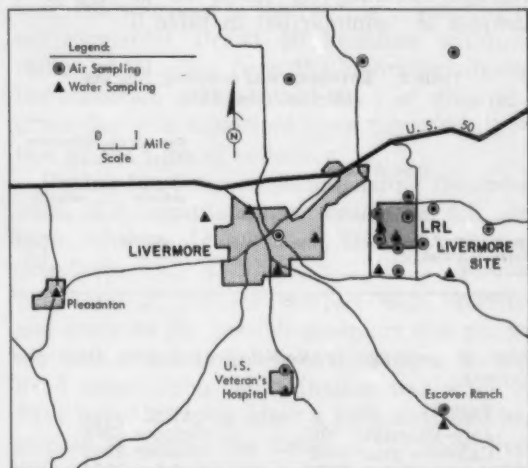 Legend:
Air Sampling
Water Sampling
0 1 Mile
Scale
N
U. S. 50
LIVERMORE
LRL
LIVERMORE
SITE
Pleasanton
U.S.
Veteran's
Hospital
Escover Ranch